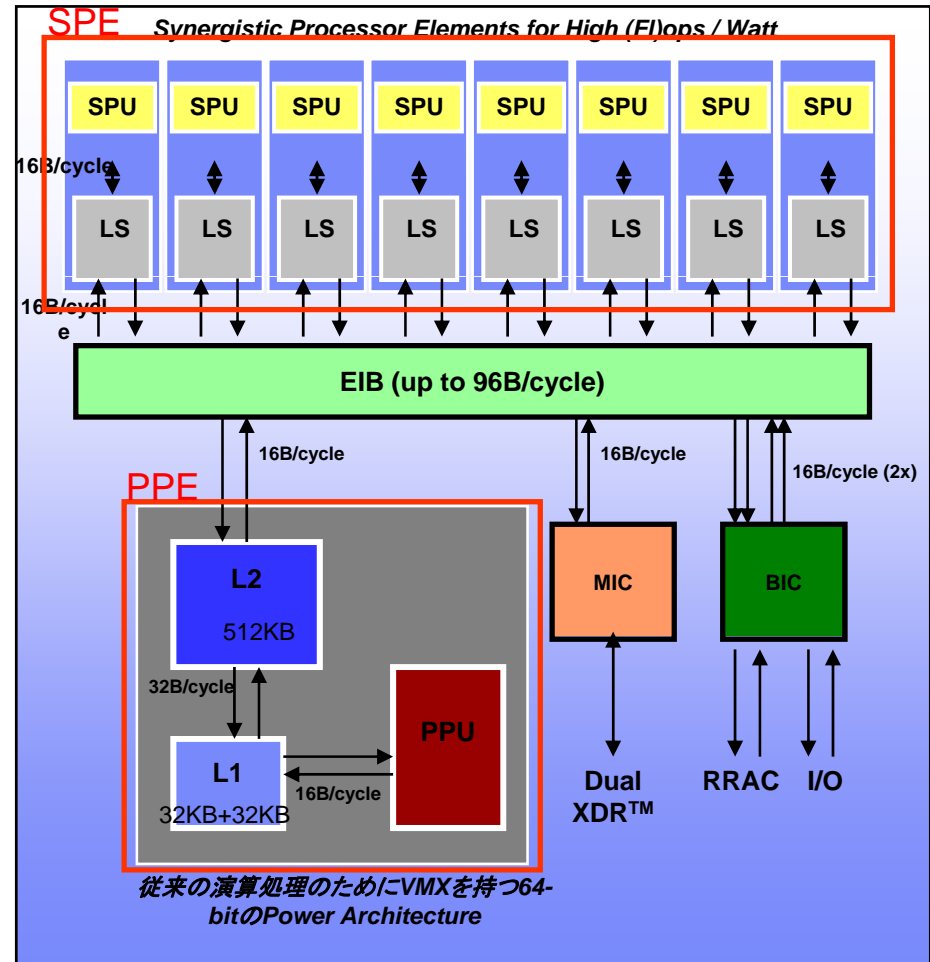 SPE
Synergistic Processor Elements for High (Fl)ops / Watt
SPU SPU SPU SPU SPU SPU SPU SPU
16B/cycle
LS LS LS LS LS LS LS LS
16B/cycl
e
EIB (up to 96B/cycle)
16B/cycle
16B/cycle
16B/cycle (2x)
PPE
L2
512KB
MIC
BIC
32B/cycle
PPU
L1
32KB+32KB
16B/cycle
Dual
XDR™
RRAC
I/O
従来の演算処理のためにVMXを持つ64-
bitのPower Architecture